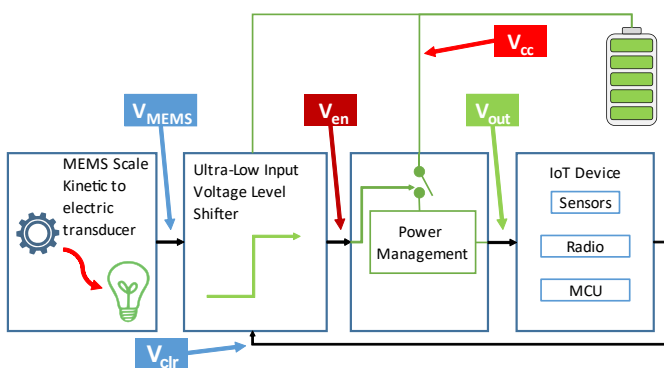 Vcc
VMEMS
Ven
Vout
MEMS Scale
Kinetic to
electric
transducer
Ultra-Low Input
Voltage Level
Shifter
Power
Management
IoT Device
Sensors
Radio
MCU
Vclr